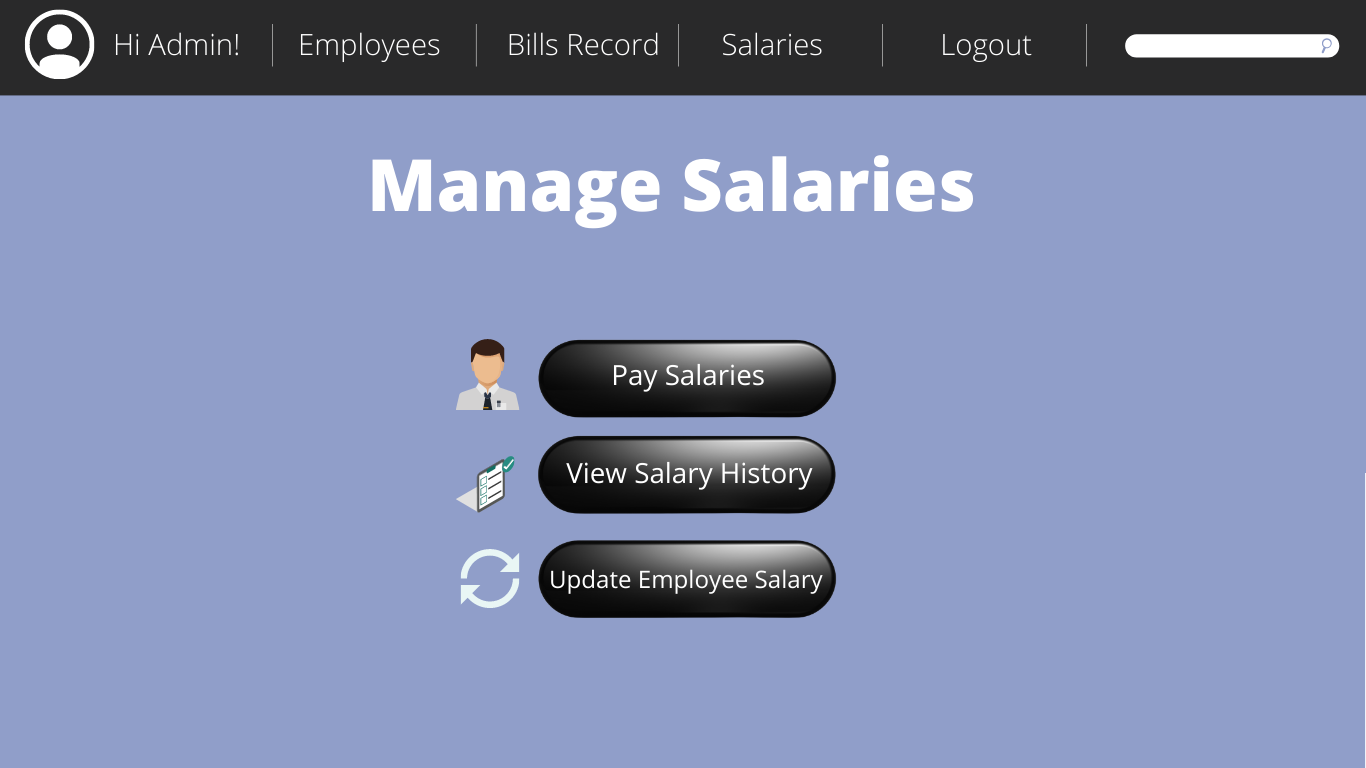 Hi Admin! Employees Bills Record Salaries Logout
Manage Salaries
Pay Salaries
View Salary History
Update Employee Salary